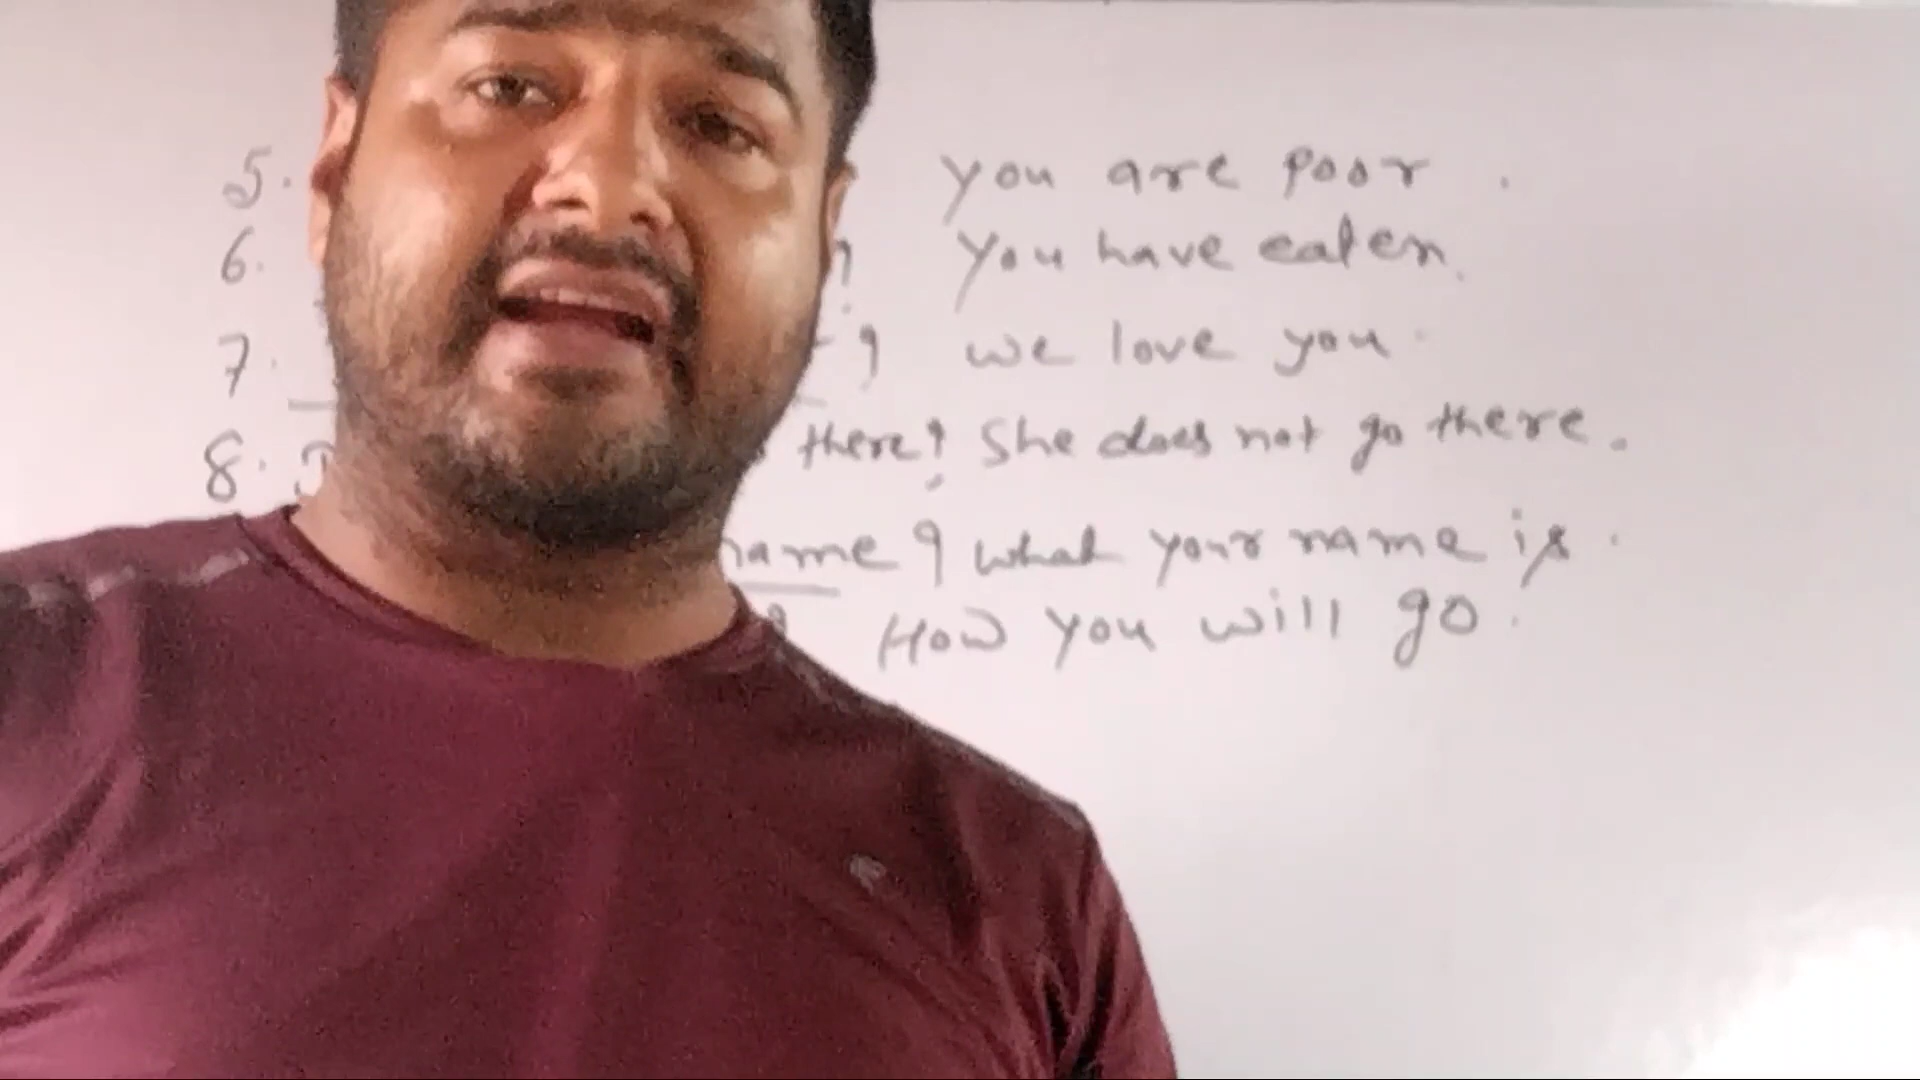 5. you are poor.
6. ? You have eaten.
7. ? we love you.
8. there? She does not go there.
name? what your name is.
? How you will go.